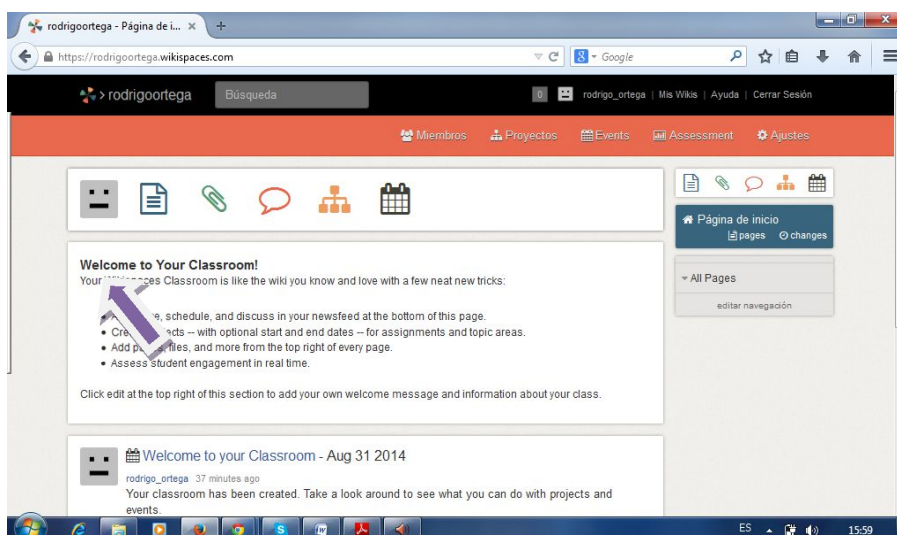 rodrigoortega - Página de i...
https://rodrigoortega.wikispaces.com
Google
rodrigoortega
Búsqueda
0 rodrigo_ortega | Mis Wikis | Ayuda | Cerrar Sesión
Miembros Proyectos Events Assessment Ajustes
Welcome to Your Classroom!
Your Classroom is like the wiki you know and love with a few neat new tricks:
schedule, and discuss in your newsfeed at the bottom of this page.
-- with optional start and end dates -- for assignments and topic areas.
Add files, and more from the top right of every page.
Assess student engagement in real time.
Click edit at the top right of this section to add your own welcome message and information about your class.
Welcome to your Classroom - Aug 31 2014
rodrigo_ortega 37 minutes ago
Your classroom has been created. Take a look around to see what you can do with projects and
events.
Página de inicio
pages changes
All Pages
editar navegación
ES 15:59